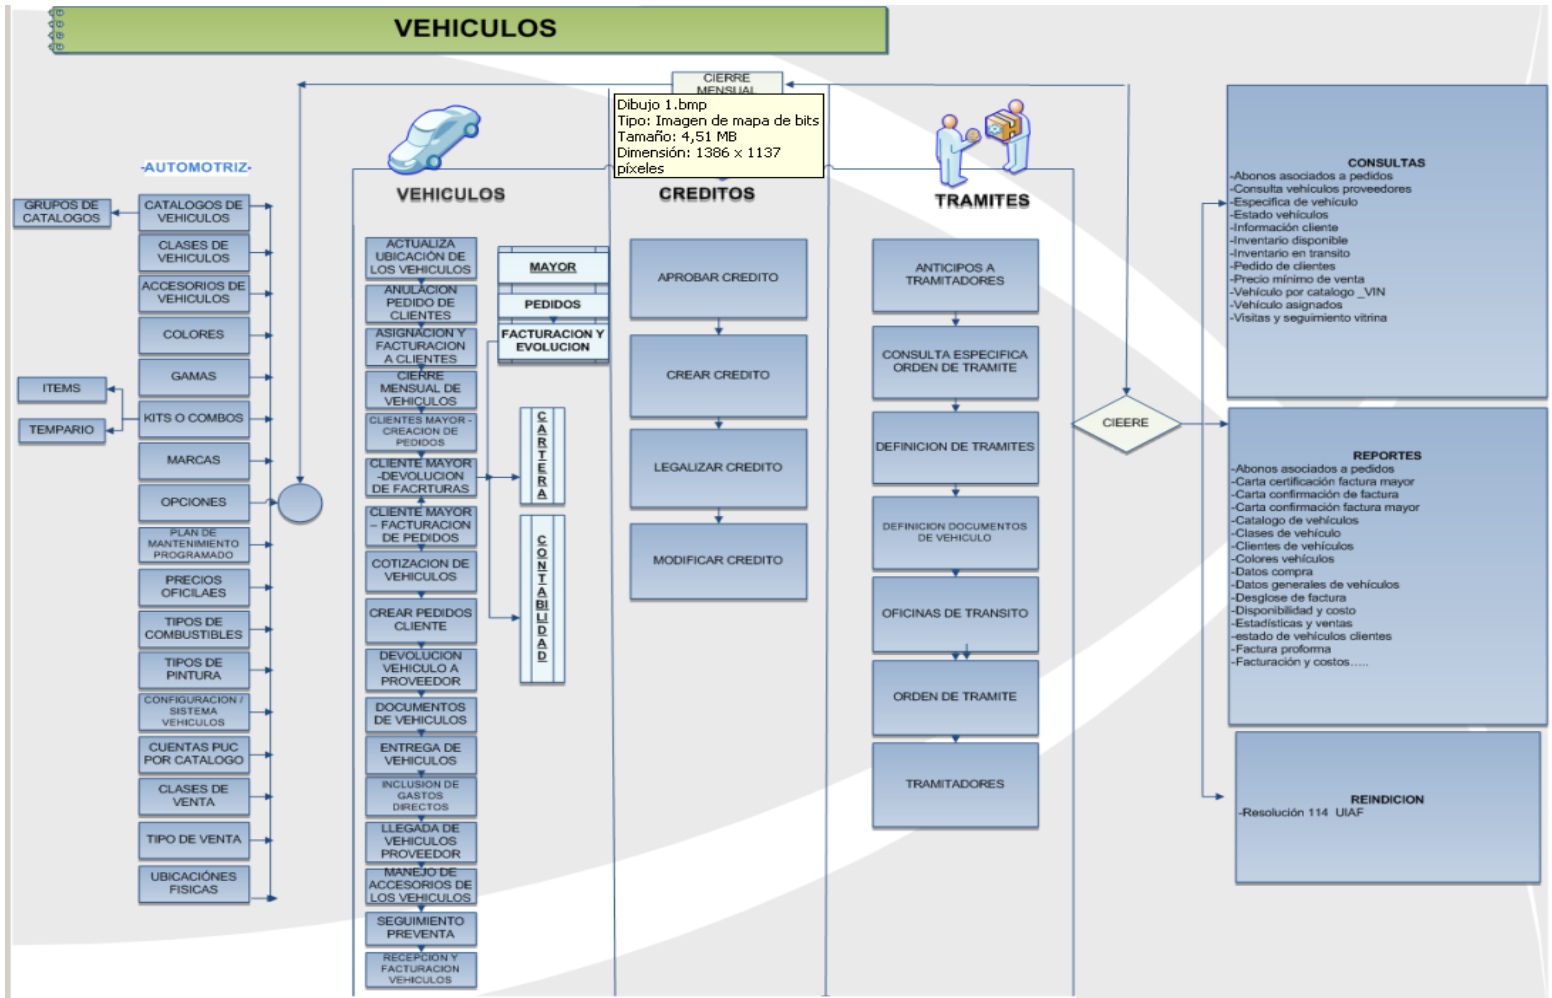 VEHICULOS
CIERRE
MENSUAL
Dibujo 1.bmp
Tipo: Imagen de mapa de bits
Tamaño: 4,51 MB
Dimensión: 1386 x 1137
píxeles
-AUTOMOTRIZ-
GRUPOS DE
CATALOGOS
CATALOGOS DE
VEHICULOS
CLASES DE
VEHICULOS
ACCESORIOS DE
VEHICULOS
COLORES
GAMAS
ITEMS
KITS O COMBOS
TEMPARIO
MARCAS
OPCIONES
PLAN DE
MANTENIMIENTO
PROGRAMADO
PRECIOS
OFICILAES
TIPOS DE
COMBUSTIBLES
TIPOS DE
PINTURA
CONFIGURACION /
SISTEMA
VEHICULOS
CUENTAS PUC
POR CATALOGO
CLASES DE
VENTA
TIPO DE VENTA
UBICACIÓNES
FISICAS
VEHICULOS
ACTUALIZA
UBICACIÓN DE
LOS VEHICULOS
ANULACION
PEDIDO DE
CLIENTES
ASIGNACION Y
FACTURACION
A CLIENTES
CIERRE
MENSUAL DE
VEHICULOS
CLIENTES MAYOR -
CREACION DE
PEDIDOS
CLIENTE MAYOR
-DEVOLUCION
DE FACRTURAS
CLIENTE MAYOR
– FACTURACION
DE PEDIDOS
COTIZACION DE
VEHICULOS
CREAR PEDIDOS
CLIENTE
DEVOLUCION
VEHICULO A
PROVEEDOR
DOCUMENTOS
DE VEHICULOS
ENTREGA DE
VEHICULOS
INCLUSION DE
GASTOS
DIRECTOS
LLEGADA DE
VEHICULOS
PROVEEDOR
MANEJO DE
ACCESORIOS DE
LOS VEHICULOS
SEGUIMIENTO
PREVENTA
RECEPCION Y
FACTURACION
VEHICULOS
MAYOR
PEDIDOS
FACTURACION Y
EVOLUCION
CARTERA
CONTABILIDAD
CREDITOS
APROBAR CREDITO
CREAR CREDITO
LEGALIZAR CREDITO
MODIFICAR CREDITO
TRAMITES
ANTICIPOS A
TRAMITADORES
CONSULTA ESPECIFICA
ORDEN DE TRAMITE
DEFINICION DE TRAMITES
DEFINICION DOCUMENTOS
DE VEHICULO
OFICINAS DE TRANSITO
ORDEN DE TRAMITE
TRAMITADORES
CIEERE
CONSULTAS
-Abonos asociados a pedidos
-Consulta vehículos proveedores
-Especifica de vehículo
-Estado vehículos
-Información cliente
-Inventario disponible
-Inventario en transito
-Pedido de clientes
-Precio mínimo de venta
-Vehículo por catalogo _VIN
-Vehículo asignados
-Visitas y seguimiento vitrina
REPORTES
-Abonos asociados a pedidos
-Carta certificación factura mayor
-Carta confirmación de factura
-Carta confirmación factura mayor
-Catalogo de vehículos
-Clases de vehículo
-Clientes de vehículos
-Colores vehículos
-Datos compra
-Datos generales de vehículos
-Desglose de factura
-Disponibilidad y costo
-Estadísticas y ventas
-estado de vehículos clientes
-Factura proforma
-Facturación y costos.....
REINDICION
-Resolución 114 UIAF